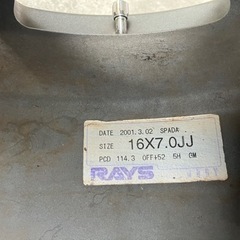 DATE 2001.3.02 SPADA
SIZE 16X7.0JJ
PCD 114.3 OFF+52 5H GM
RAYS